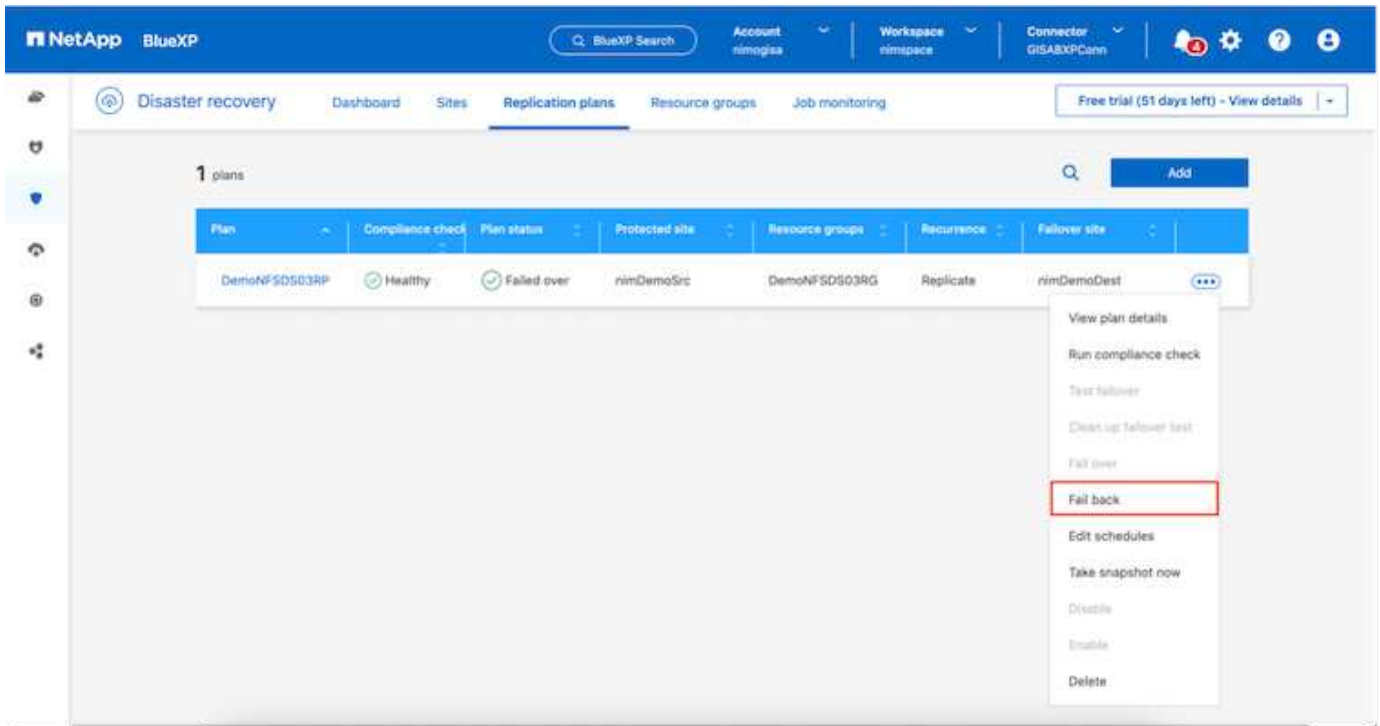 NetApp BlueXP
BlueXP Search
Account
nimogisa
Workspace
nimspace
Connector
GISABXPConn
4
?
Disaster recovery
Dashboard
Sites
Replication plans
Resource groups
Job monitoring
Free trial (51 days left) - View details
1 plans
Add
Plan
Compliance check
Plan status
Protected site
Resource groups
Recurrence
Failover site
DemoNFSDS03RP
Healthy
Failed over
nimDemoSrc
DemoNFSDS03RG
Replicate
nimDemoDest
View plan details
Run compliance check
Test failover
Clean up failover test
Fail over
Fail back
Edit schedules
Take snapshot now
Disable
Enable
Delete